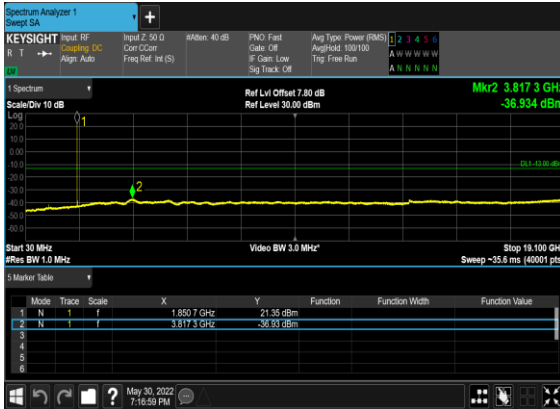 Spectrum Analyzer 1
Swept SA
+
KEYSIGHT Input: RF Input Z: 50 Ω #Atten: 40 dB PNO: Fast Avg Type: Power (RMS) 1 2 3 4 5 6
R T Coupling: DC Corr CCorr Gate: Off Avg|Hold: 100/100 A W W W W W
Align: Auto Freq Ref: Int (S) IF Gain: Low Trig: Free Run
LXI Sig Track: Off A N N N N N
1 Spectrum Ref Lvl Offset 7.80 dB Mkr2 3.817 3 GHz
Scale/Div 10 dB Ref Level 30.00 dBm -36.934 dBm
Log
1
20.0
10.0
0.00
-10.0
DL1 -13.00 dBm
-20.0
-30.0
2
-40.0
-50.0
-60.0
Start 30 MHz Video BW 3.0 MHz* Stop 19.100 GHz
#Res BW 1.0 MHz Sweep ~35.6 ms (40001 pts)
5 Marker Table
Mode Trace Scale X Y Function Function Width Function Value
1 N 1 f 1.850 7 GHz 21.35 dBm
2 N 1 f 3.817 3 GHz -36.93 dBm
3
4
5
6
? May 30, 2022
7:16:59 PM